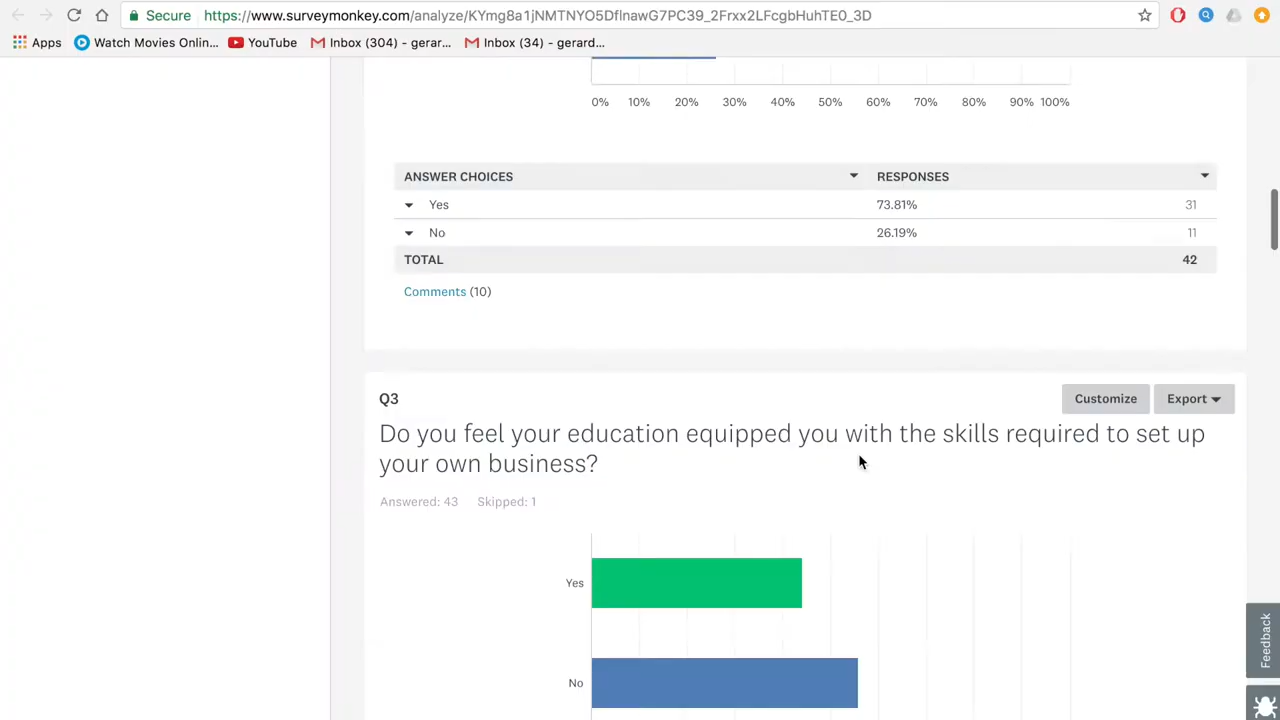 Secure https://www.surveymonkey.com/analyze/KYmg8a1jNMTNYO5DflnawG7PC39_2Frxx2LFcgbHuhTE0_3D
Apps Watch Movies Onlin... YouTube Inbox (304) - gerar... Inbox (34) - gerard...
0% 10% 20% 30% 40% 50% 60% 70% 80% 90% 100%
ANSWER CHOICES RESPONSES
Yes 73.81% 31
No 26.19% 11
TOTAL 42
Comments (10)
Q3 Customize Export
Do you feel your education equipped you with the skills required to set up
your own business?
Answered: 43 Skipped: 1
Yes
Feedback
No